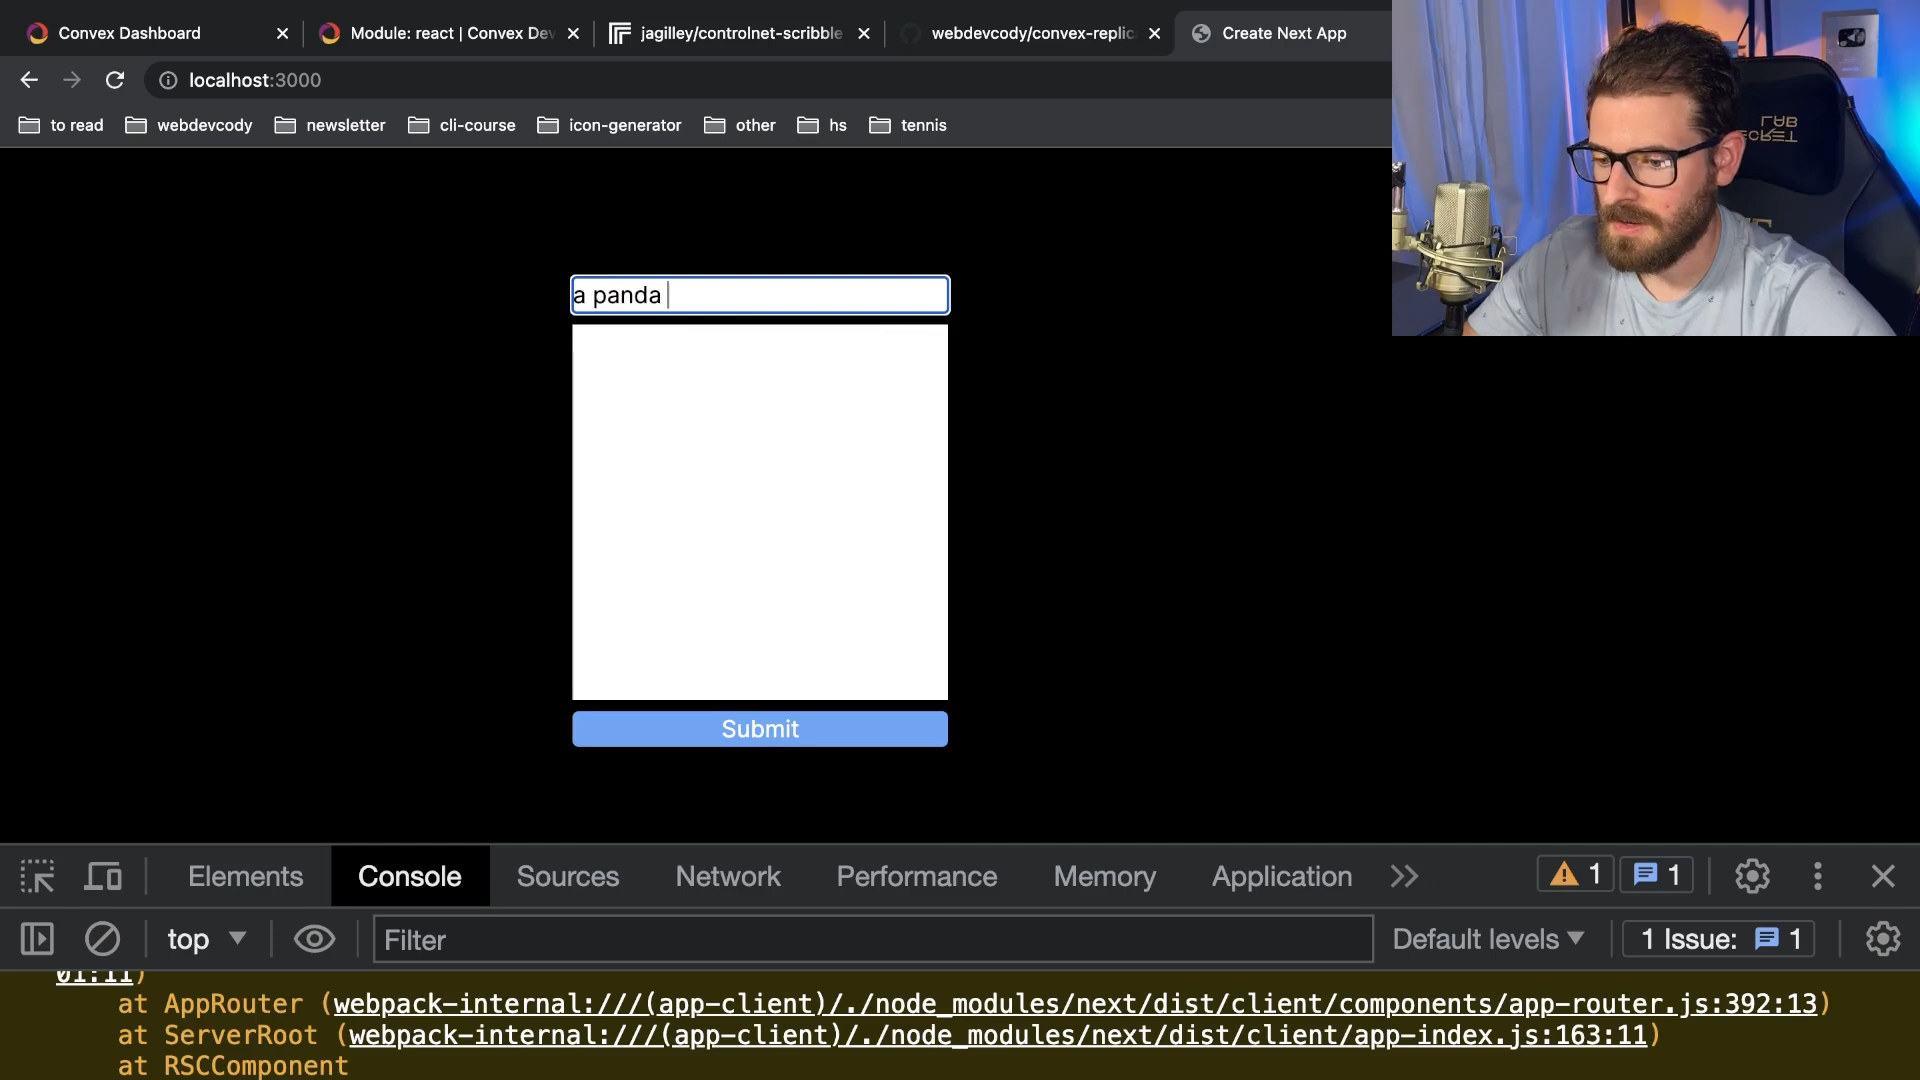 Convex Dashboard
Module: react | Convex Dev
jagilley/controlnet-scribble
webdevcody/convex-replic
Create Next App
localhost:3000
to read
webdevcody
newsletter
cli-course
icon-generator
other
hs
tennis
SECRET
LAB
a panda
Submit
Elements
Console
Sources
Network
Performance
Memory
Application
1
1
top
Filter
Default levels
1 Issue:
1
01:11)
at AppRouter (webpack-internal:///(app-client)/./node_modules/next/dist/client/components/app-router.js:392:13)
at ServerRoot (webpack-internal:///(app-client)/./node_modules/next/dist/client/app-index.js:163:11)
at RSCComponent